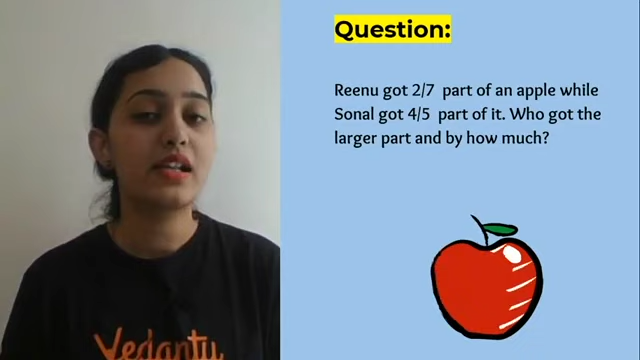 Question:
Reenu got 2/7 part of an apple while
Sonal got 4/5 part of it. Who got the
larger part and by how much?
Vedantu